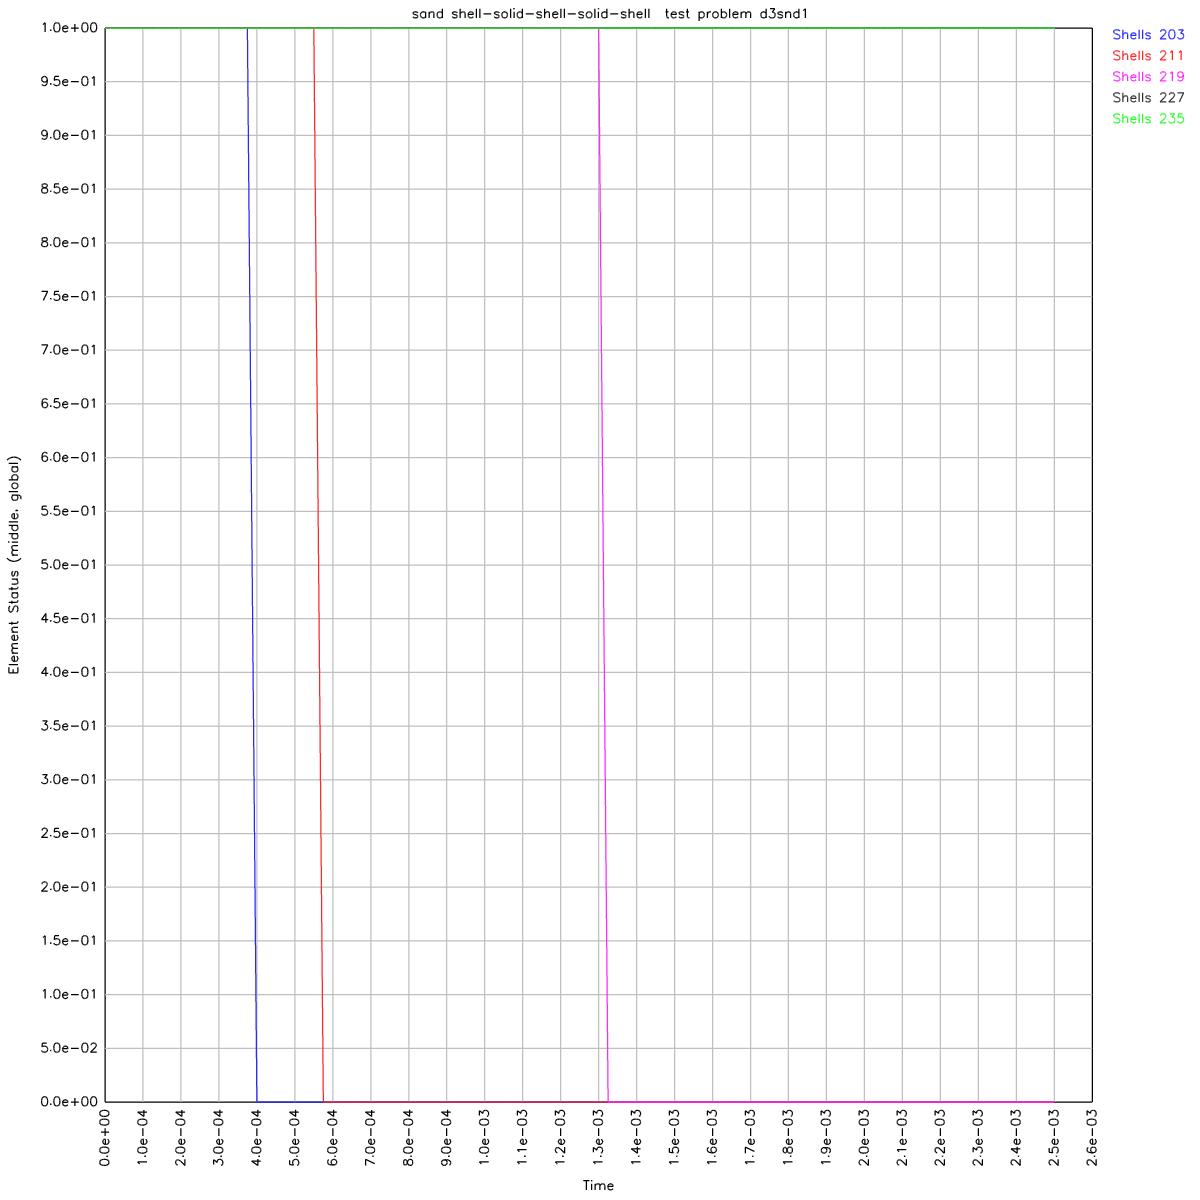 sand shell-solid-shell-solid-shell  test problem d3snd1
Shells 203
Shells 211
Shells 219
Shells 227
Shells 235
1.0e+00
9.5e-01
9.0e-01
8.5e-01
8.0e-01
7.5e-01
7.0e-01
6.5e-01
6.0e-01
5.5e-01
5.0e-01
4.5e-01
4.0e-01
3.5e-01
3.0e-01
2.5e-01
2.0e-01
1.5e-01
1.0e-01
5.0e-02
0.0e+00
Element Status (middle, global)
0.0e+00
1.0e-04
2.0e-04
3.0e-04
4.0e-04
5.0e-04
6.0e-04
7.0e-04
8.0e-04
9.0e-04
1.0e-03
1.1e-03
1.2e-03
1.3e-03
1.4e-03
1.5e-03
1.6e-03
1.7e-03
1.8e-03
1.9e-03
2.0e-03
2.1e-03
2.2e-03
2.3e-03
2.4e-03
2.5e-03
2.6e-03
Time